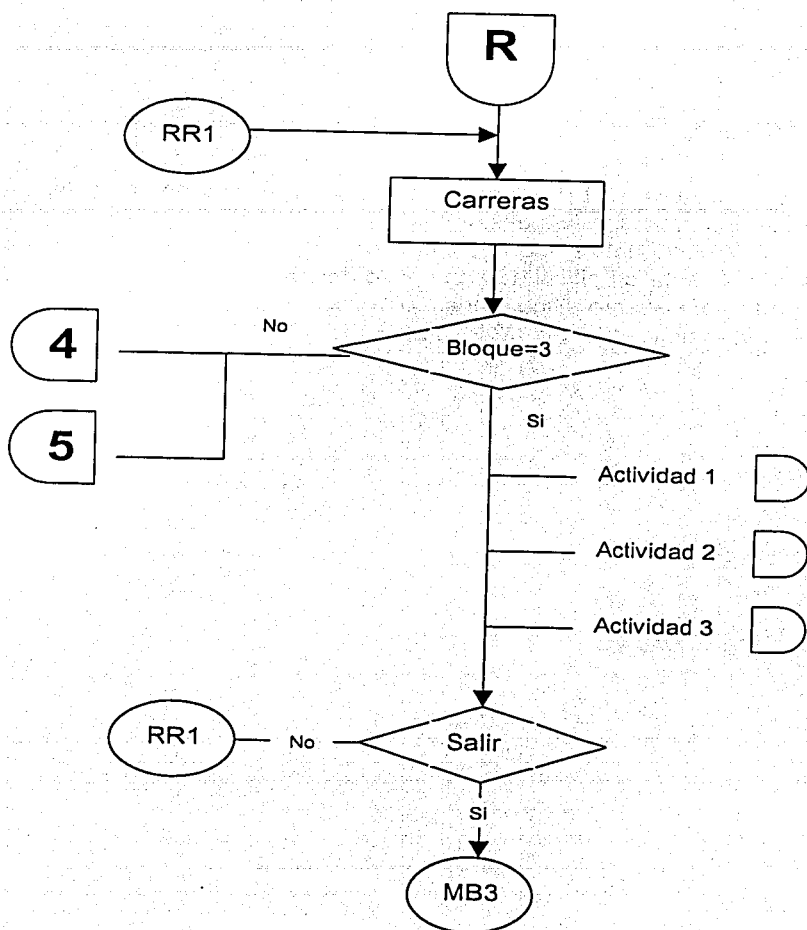 R
RR1
Carreras
No
Bloque=3
4
Si
5
Actividad 1
Actividad 2
Actividad 3
RR1
No
Salir
Si
MB3